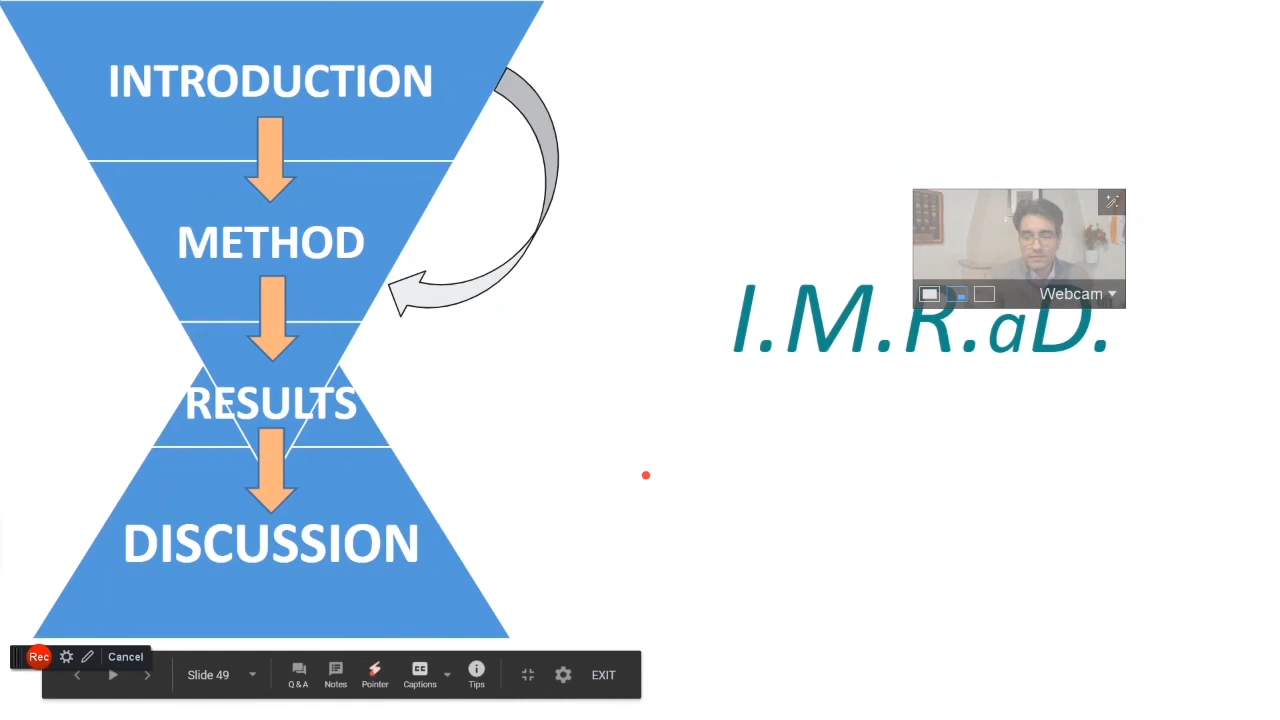 INTRODUCTION
METHOD
RESULTS
DISCUSSION
I.M.R.aD.
Webcam
Rec
Cancel
Slide 49
Q & A
Notes
Pointer
Captions
Tips
EXIT